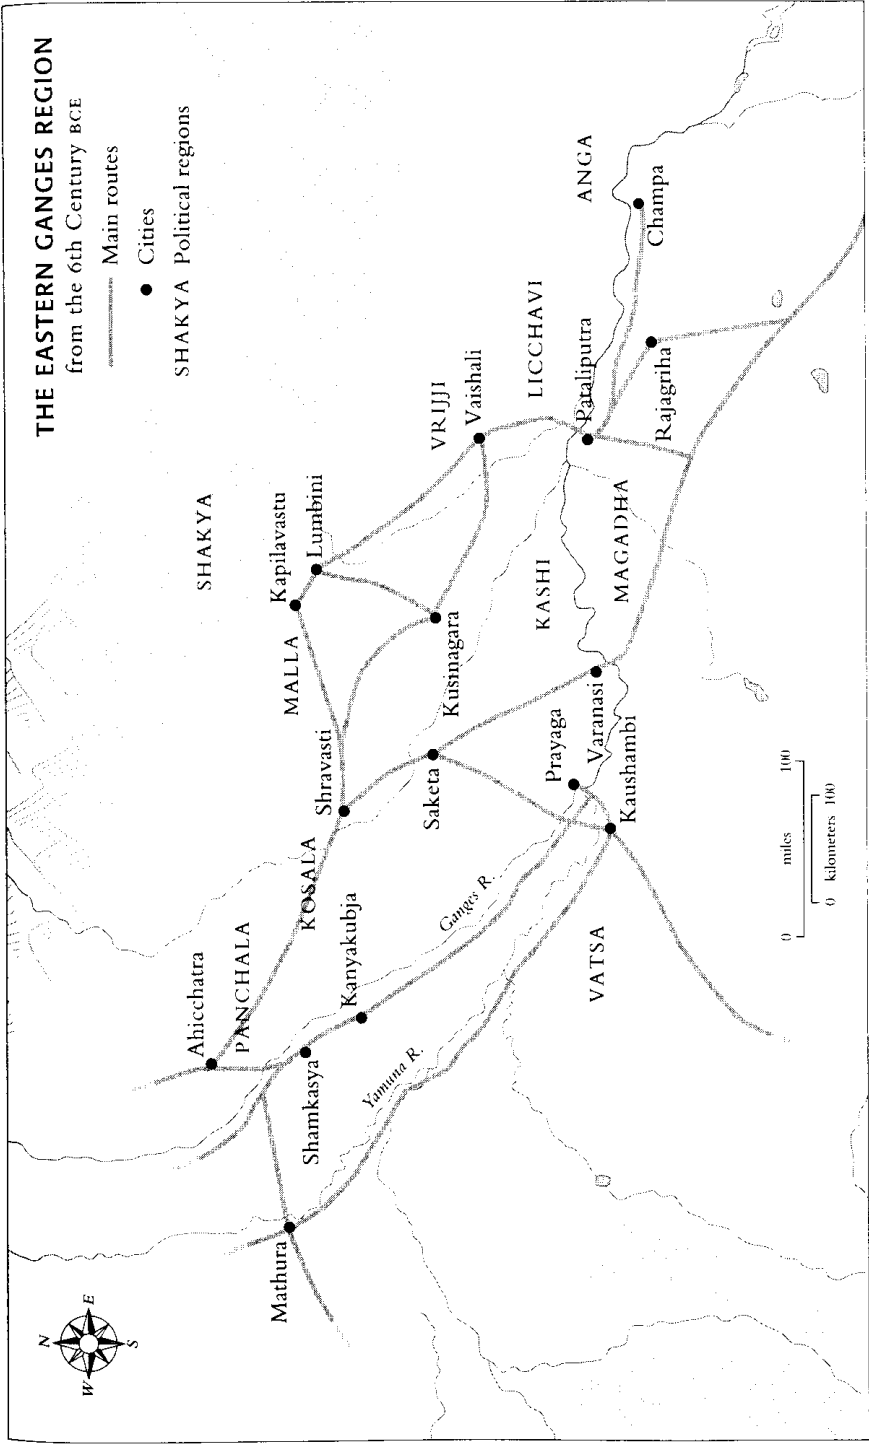 THE EASTERN GANGES REGION
from the 6th Century BCE
Main routes
Cities
SHAKYA Political regions
N
W
E
S
SHAKYA
Ahicchatra
PANCHALA
Kapilavastu
Lumbini
MALLA
Mathura
Shamkasya
KOSALA
Shravasti
Kanyakubja
VRIJJI
Vaishali
Kusinagara
Saketa
Yamuna R.
Ganges R.
LICCHAVI
KASHI
Prayaga
Pataliputra
ANGA
Varanasi
VATSA
Kaushambi
MAGADHA
Rajagriha
Champa
miles
0 100
0 kilometers 100